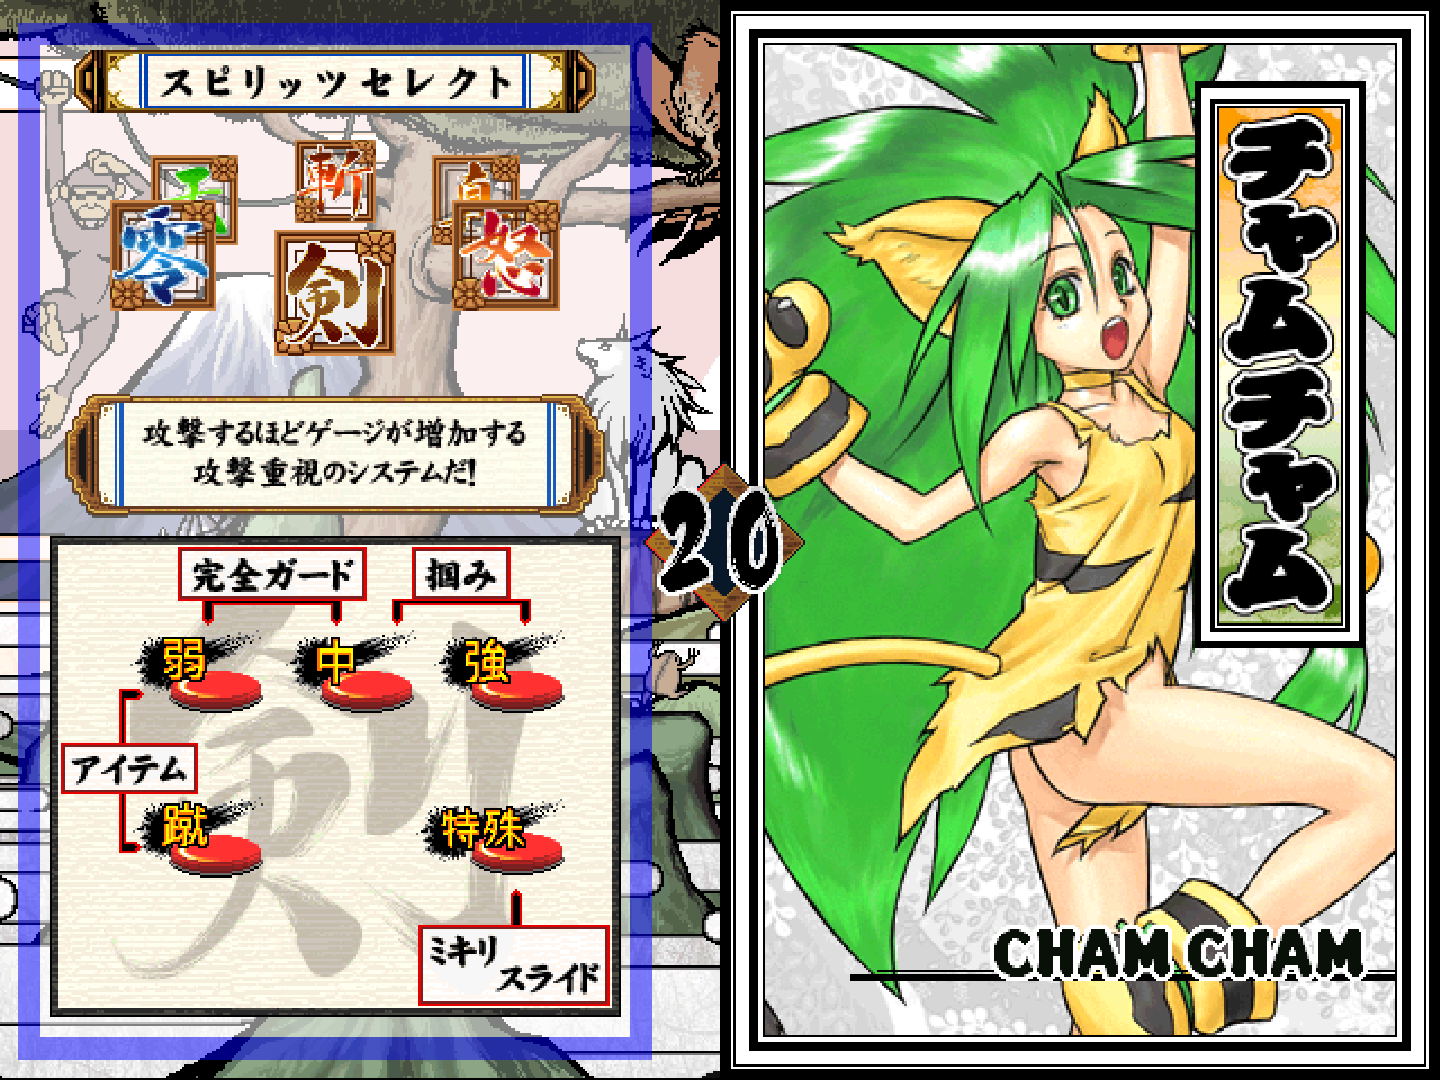 スピリッツセレクト
天
斬
真
零
剣
怒
攻撃するほどゲージが増加する
攻撃重視のシステムだ!
完全ガード
掴み
弱
中
強
アイテム
蹴
特殊
ミキリ
スライド
剣
20
チャムチャム
CHAM CHAM